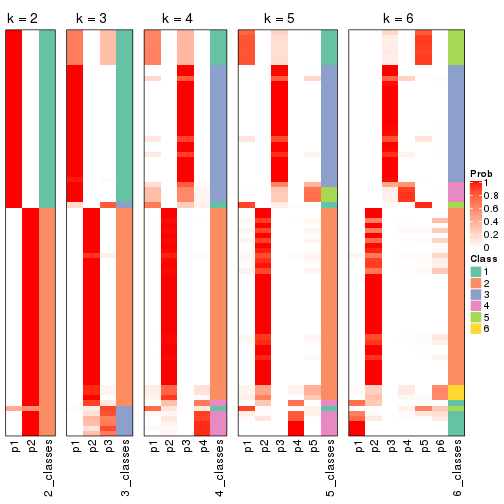 k = 2
k = 3
k = 4
k = 5
k = 6
p1
p2
2_classes
p1
p2
p3
3_classes
p1
p2
p3
p4
4_classes
p1
p2
p3
p4
p5
5_classes
p1
p2
p3
p4
p5
p6
6_classes
Prob
1
0.8
0.6
0.4
0.2
0
Class
1
2
3
4
5
6